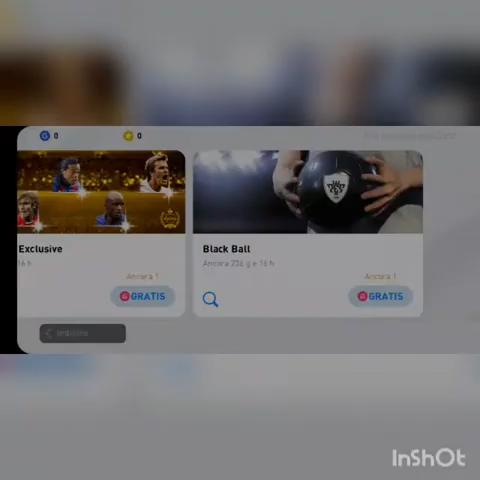 0
0
Exclusive
16 h
Ancora 1
GRATIS
Black Ball
Ancora 236 g e 16 h
Ancora 1
GRATIS
Indietro
InShOt